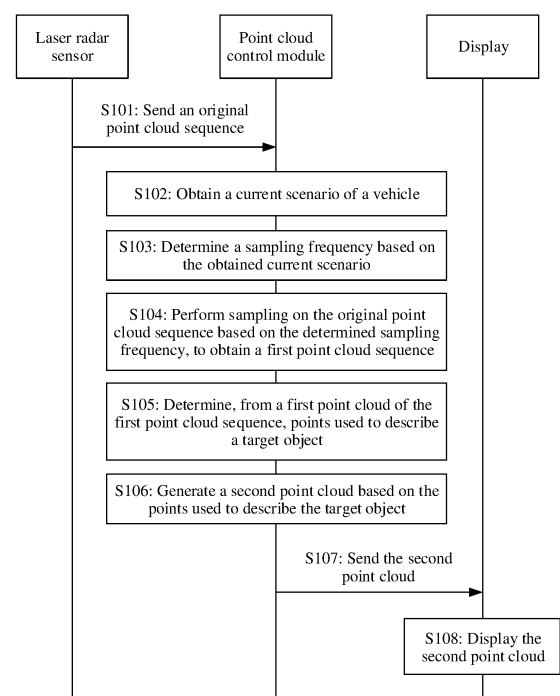 Laser radar
sensor
Point cloud
control module
Display
S101: Send an original
point cloud sequence
S102: Obtain a current scenario of a vehicle
S103: Determine a sampling frequency based on
the obtained current scenario
S104: Perform sampling on the original point
cloud sequence based on the determined sampling
frequency, to obtain a first point cloud sequence
S105: Determine, from a first point cloud of the
first point cloud sequence, points used to describe
a target object
S106: Generate a second point cloud based on the
points used to describe the target object
S107: Send the second
point cloud
S108: Display the
second point cloud